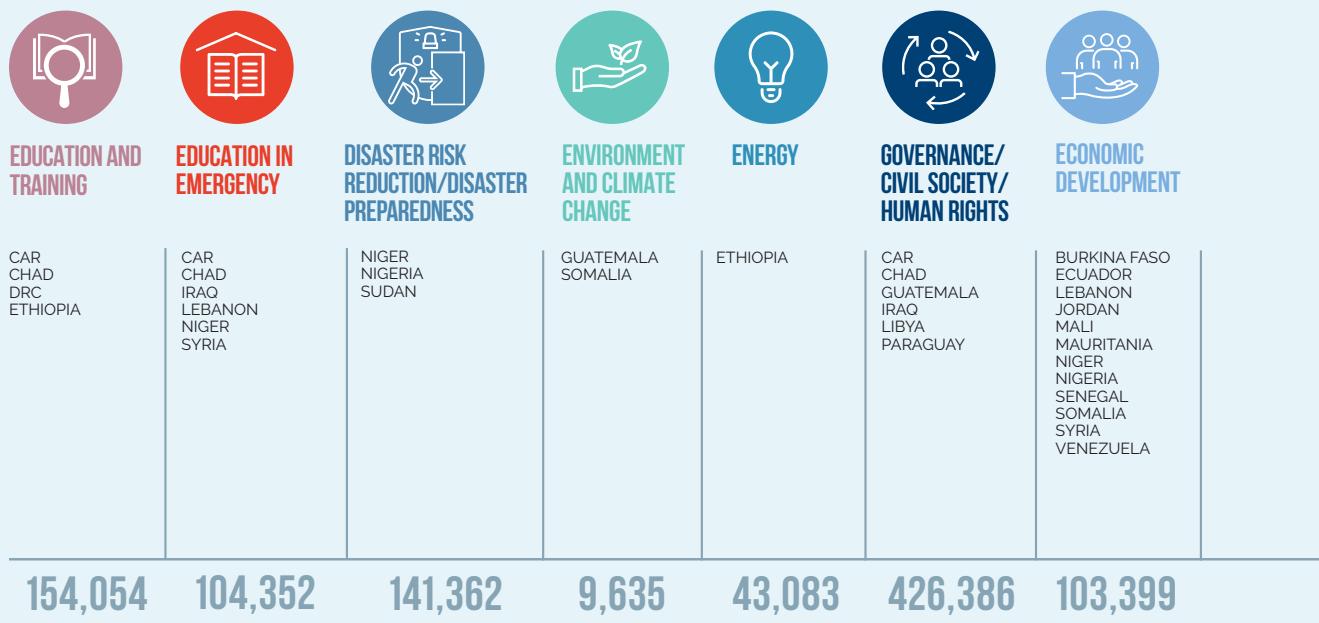 EDUCATION AND
TRAINING
EDUCATION IN
EMERGENCY
DISASTER RISK
REDUCTION/DISASTER
PREPAREDNESS
ENVIRONMENT
AND CLIMATE
CHANGE
ENERGY
GOVERNANCE/
CIVIL SOCIETY/
HUMAN RIGHTS
ECONOMIC
DEVELOPMENT
CAR
CHAD
DRC
ETHIOPIA
CAR
CHAD
IRAQ
LEBANON
NIGER
SYRIA
NIGER
NIGERIA
SUDAN
GUATEMALA
SOMALIA
ETHIOPIA
CAR
CHAD
GUATEMALA
IRAQ
LIBYA
PARAGUAY
BURKINA FASO
ECUADOR
LEBANON
JORDAN
MALI
MAURITANIA
NIGER
NIGERIA
SENEGAL
SOMALIA
SYRIA
VENEZUELA
154,054
104,352
141,362
9,635
43,083
426,386
103,399